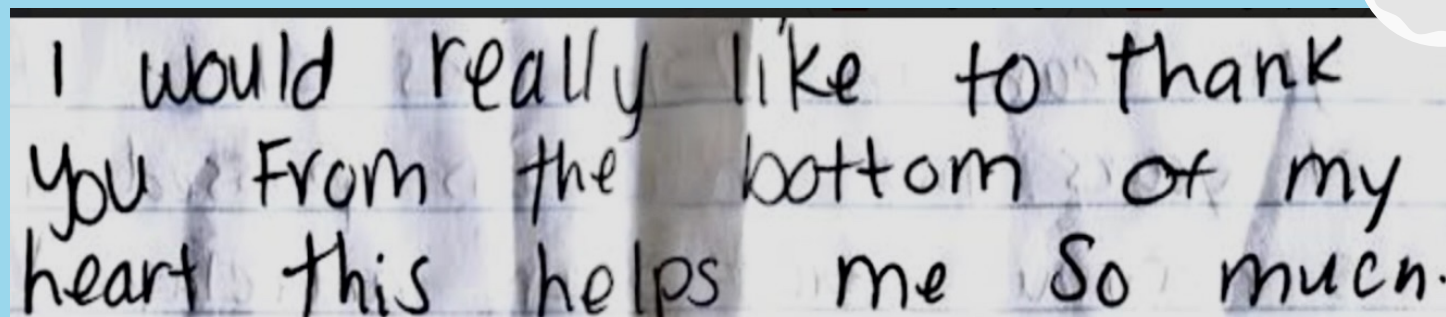 I would really like to thank
you From the bottom of my
heart this helps me So much.